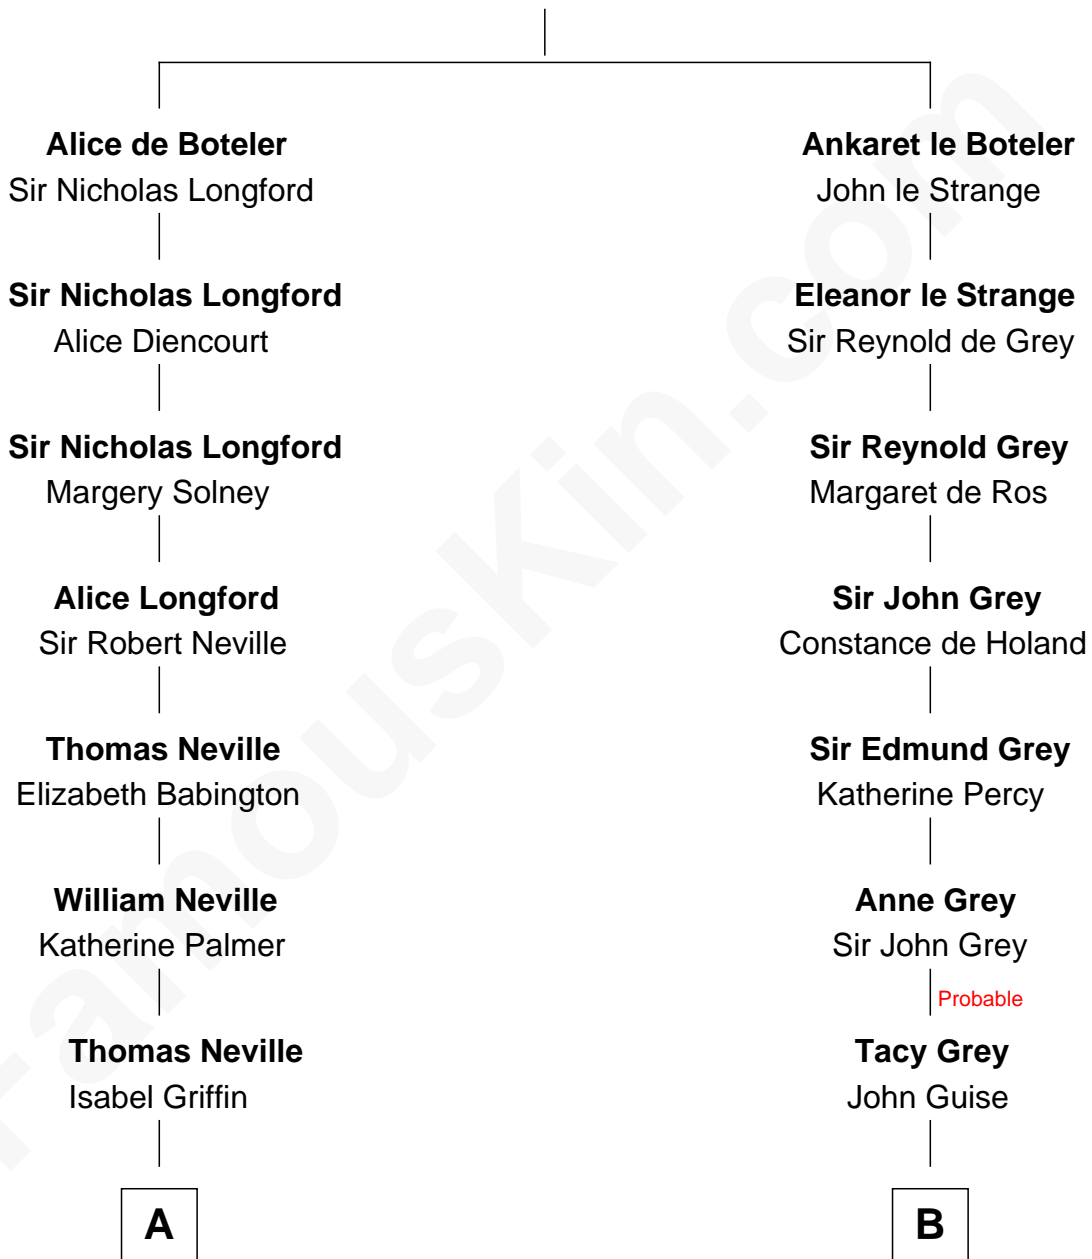 Alice de Boteler
Sir Nicholas Longford
Sir Nicholas Longford
Alice Diencourt
Sir Nicholas Longford
Margery Solney
Alice Longford
Sir Robert Neville
Thomas Neville
Elizabeth Babington
William Neville
Katherine Palmer
Thomas Neville
Isabel Griffin
A
Ankaret le Boteler
John le Strange
Eleanor le Strange
Sir Reynold de Grey
Sir Reynold Grey
Margaret de Ros
Sir John Grey
Constance de Holand
Sir Edmund Grey
Katherine Percy
Anne Grey
Sir John Grey
Probable
Tacy Grey
John Guise
B
FamousKin.com